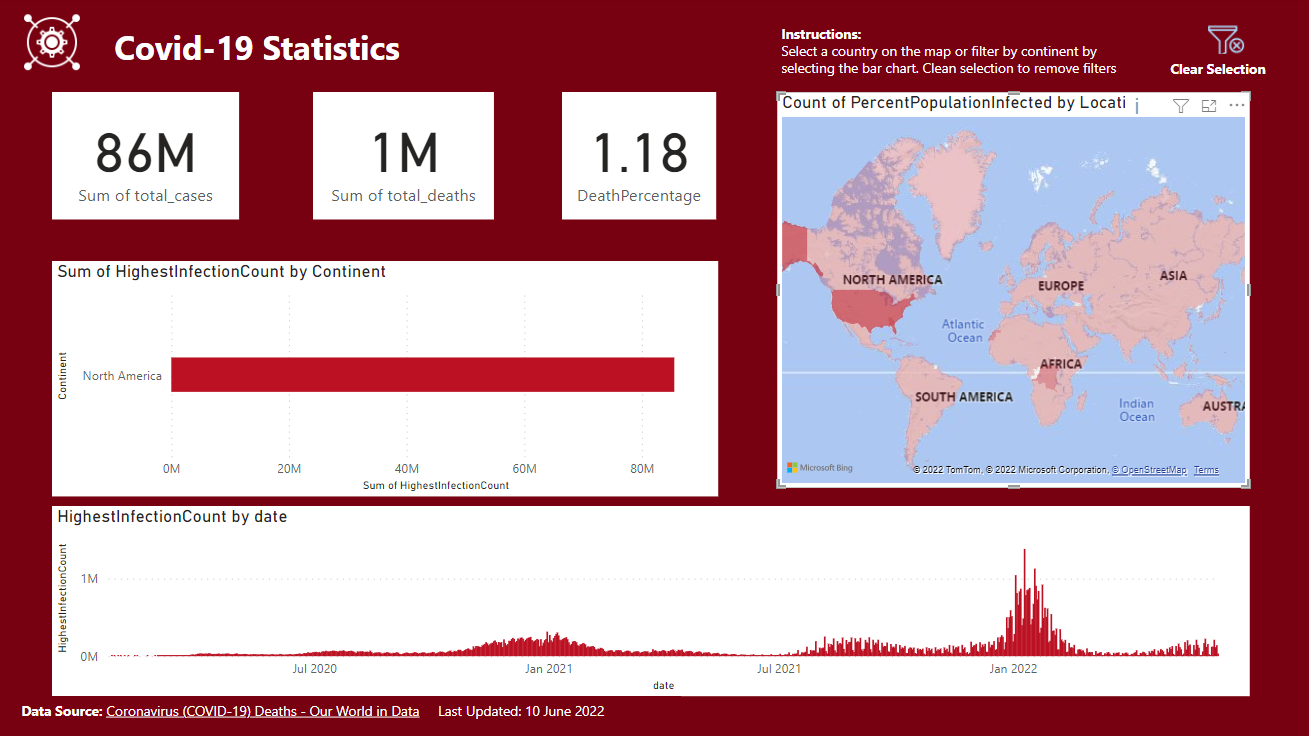 Covid-19 Statistics
Instructions:
Select a country on the map or filter by continent by
selecting the bar chart. Clean selection to remove filters
Clear Selection
86M
Sum of total_cases
1M
Sum of total_deaths
1.18
DeathPercentage
Count of PercentPopulationInfected by Locati
NORTH AMERICA
EUROPE
ASIA
Atlantic
Ocean
AFRICA
SOUTH AMERICA
Indian
Ocean
AUSTRA
Microsoft Bing
© 2022 TomTom, © 2022 Microsoft Corporation, © OpenStreetMap Terms
Sum of HighestInfectionCount by Continent
Continent
North America
0M 20M 40M 60M 80M
Sum of HighestInfectionCount
HighestInfectionCount by date
HighestInfectionCount
1M
0M
Jul 2020 Jan 2021 Jul 2021 Jan 2022
date
Data Source: Coronavirus (COVID-19) Deaths - Our World in Data Last Updated: 10 June 2022